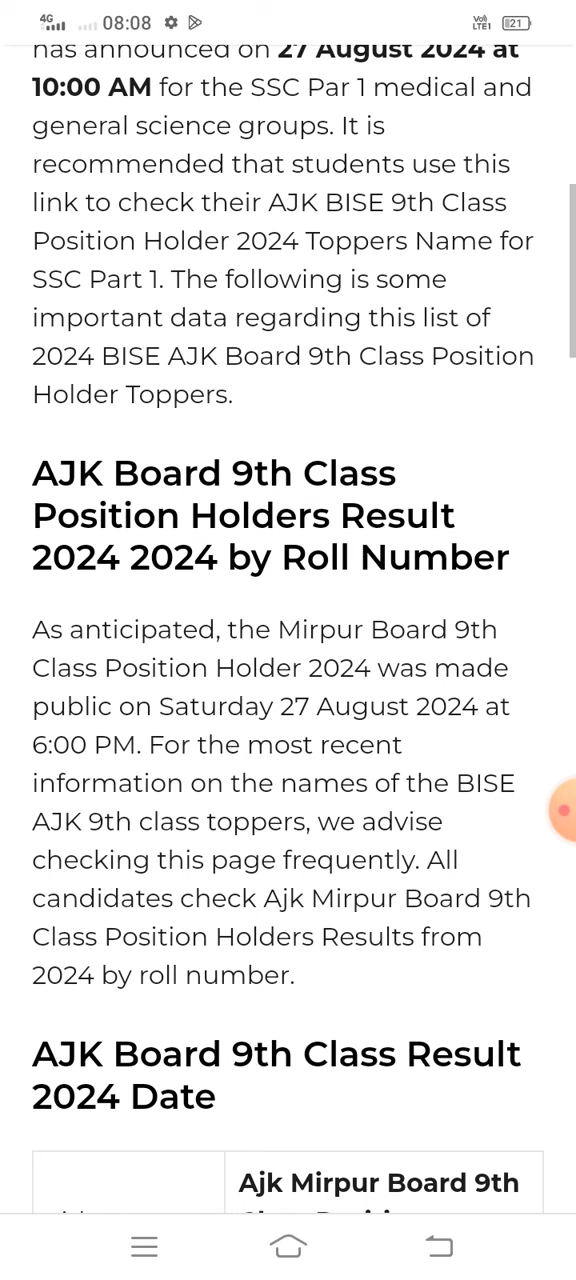 4G 08:08 Vo) LTE1 21
has announced on 27 August 2024 at
10:00 AM for the SSC Par 1 medical and
general science groups. It is
recommended that students use this
link to check their AJK BISE 9th Class
Position Holder 2024 Toppers Name for
SSC Part 1. The following is some
important data regarding this list of
2024 BISE AJK Board 9th Class Position
Holder Toppers.
AJK Board 9th Class
Position Holders Result
2024 2024 by Roll Number
As anticipated, the Mirpur Board 9th
Class Position Holder 2024 was made
public on Saturday 27 August 2024 at
6:00 PM. For the most recent
information on the names of the BISE
AJK 9th class toppers, we advise
checking this page frequently. All
candidates check Ajk Mirpur Board 9th
Class Position Holders Results from
2024 by roll number.
AJK Board 9th Class Result
2024 Date
Ajk Mirpur Board 9th